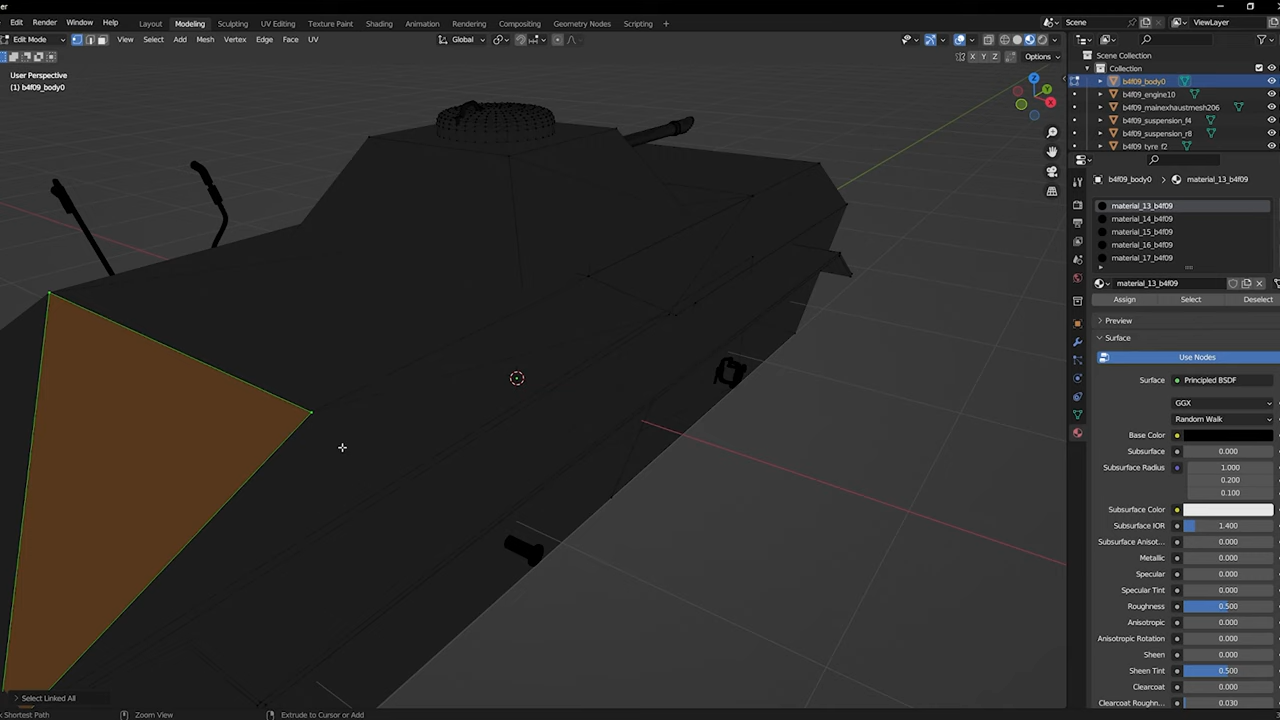 er
Edit Render Window Help Layout Modeling Sculpting UV Editing Texture Paint Shading Animation Rendering Compositing Geometry Nodes Scripting + Scene ViewLayer
Edit Mode View Select Add Mesh Vertex Edge Face UV Global
X Y Z Options
User Perspective
(1) b4f09_body0
Z
Y
X
Scene Collection
Collection
b4f09_body0
b4f09_engine10
b4f09_mainexhaustmesh206
b4f09_suspension_f4
b4f09_suspension_r8
b4f09_tyre_f2
b4f09_body0 > material_13_b4f09
material_13_b4f09
material_14_b4f09
material_15_b4f09
material_16_b4f09
material_17_b4f09
material_13_b4f09
Assign Select Deselect
Preview
Surface
Use Nodes
Surface Principled BSDF
GGX
Random Walk
Base Color
Subsurface 0.000
Subsurface Radius 1.000
0.200
0.100
Subsurface Color
Subsurface IOR 1.400
Subsurface Anisot... 0.000
Metallic 0.000
Specular 0.000
Specular Tint 0.000
Roughness 0.500
Anisotropic 0.000
Anisotropic Rotation 0.000
Sheen 0.000
Sheen Tint 0.500
Clearcoat 0.000
Clearcoat Roughn... 0.030
> Select Linked All
Shortest Path Zoom View Extrude to Cursor or Add